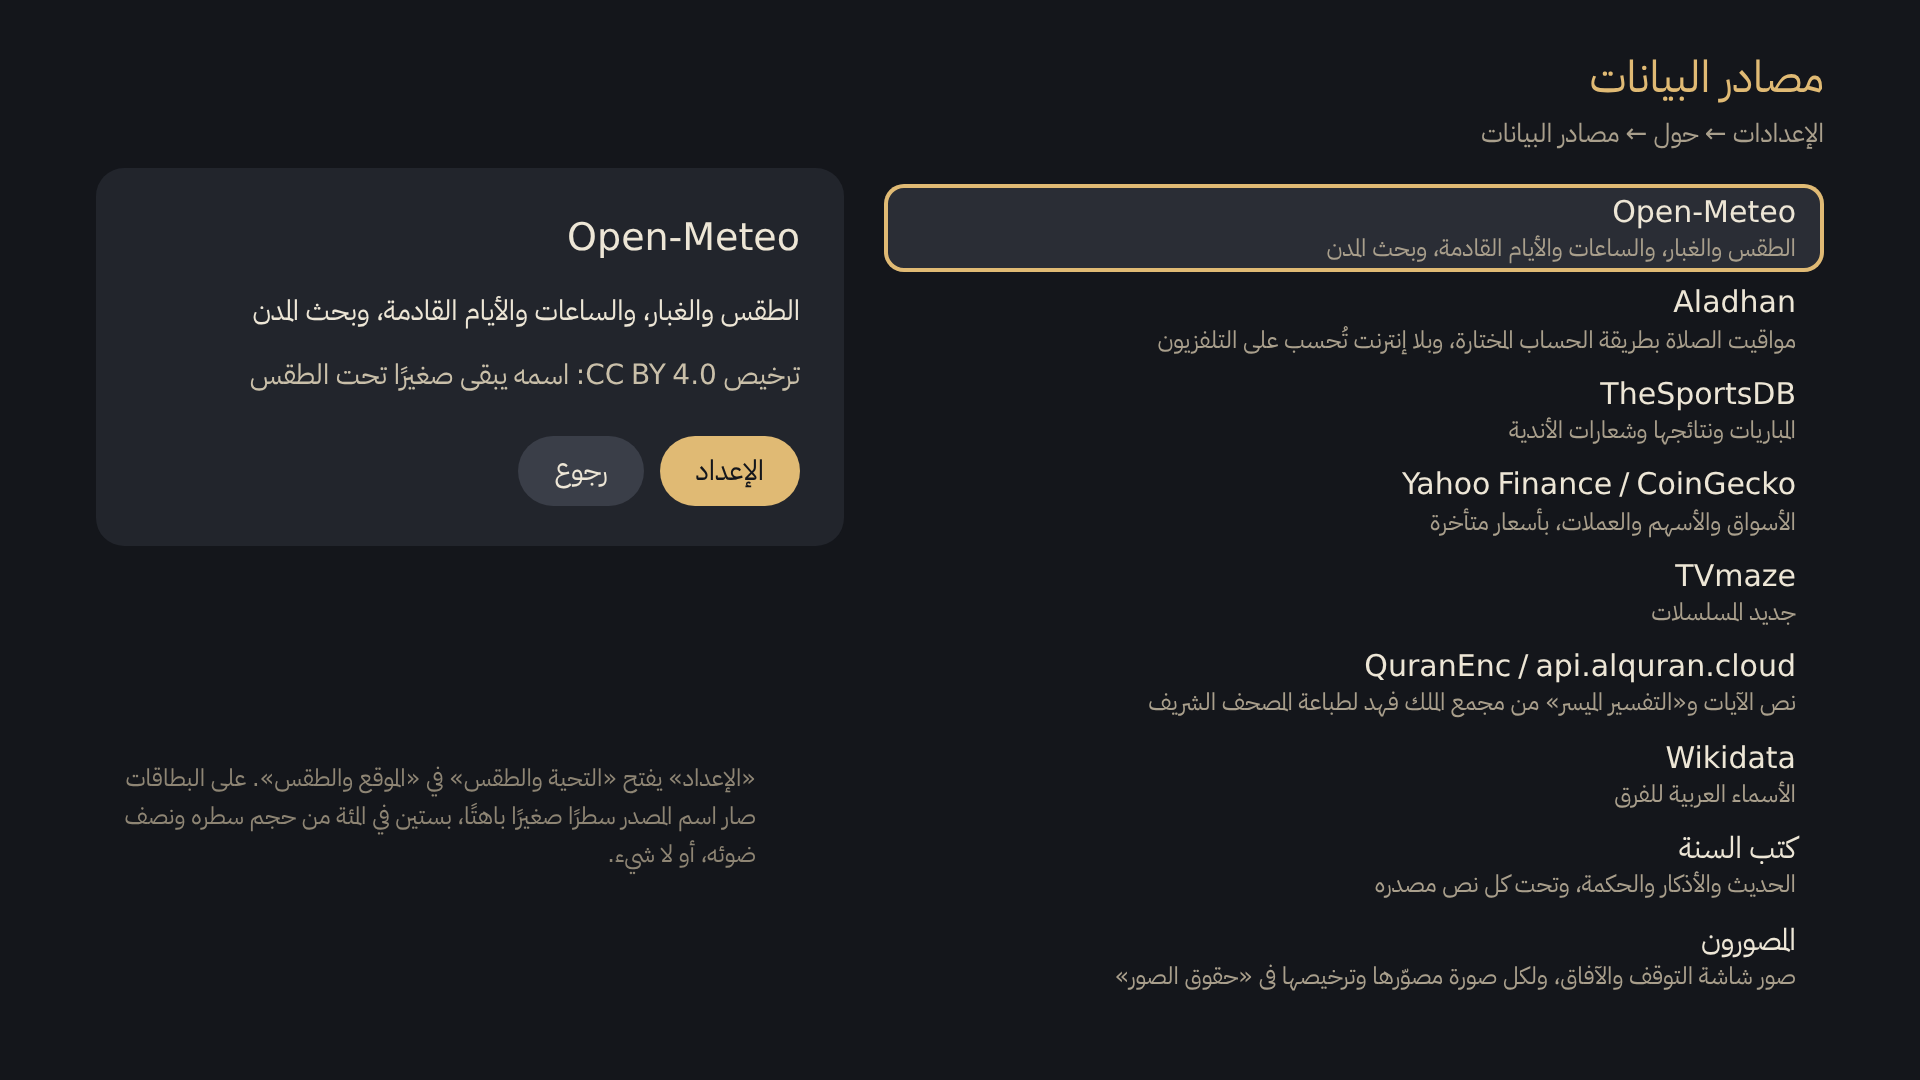 مصادر البيانات
الإعدادات ← حول ← مصادر البيانات
Open-Meteo
الطقس والغبار، والساعات والأيام القادمة، وبحث المدن
Aladhan
مواقيت الصلاة بطريقة الحساب المختارة، وبلا إنترنت تُحسب على التلفزيون
TheSportsDB
المباريات ونتائجها وشعارات الأندية
Yahoo Finance / CoinGecko
الأسواق والأسهم والعملات، بأسعار متأخرة
TVmaze
جديد المسلسلات
QuranEnc / api.alquran.cloud
نص الآيات و«التفسير الميسر» من مجمع الملك فهد لطباعة المصحف الشريف
Wikidata
الأسماء العربية للفرق
كتب السنة
الحديث والأذكار والحكمة، وتحت كل نص مصدره
المصورون
صور شاشة التوقف والآفاق، ولكل صورة مصوّرها وترخيصها في «حقوق الصور»
Open-Meteo
الطقس والغبار، والساعات والأيام القادمة، وبحث المدن
ترخيص CC BY 4.0: اسمه يبقى صغيرًا تحت الطقس
الإعداد
رجوع
«الإعداد» يفتح «التحية والطقس» في «الموقع والطقس». على البطاقات
صار اسم المصدر سطرًا صغيرًا باهتًا، بستين في المئة من حجم سطره ونصف
ضوئه، أو لا شيء.